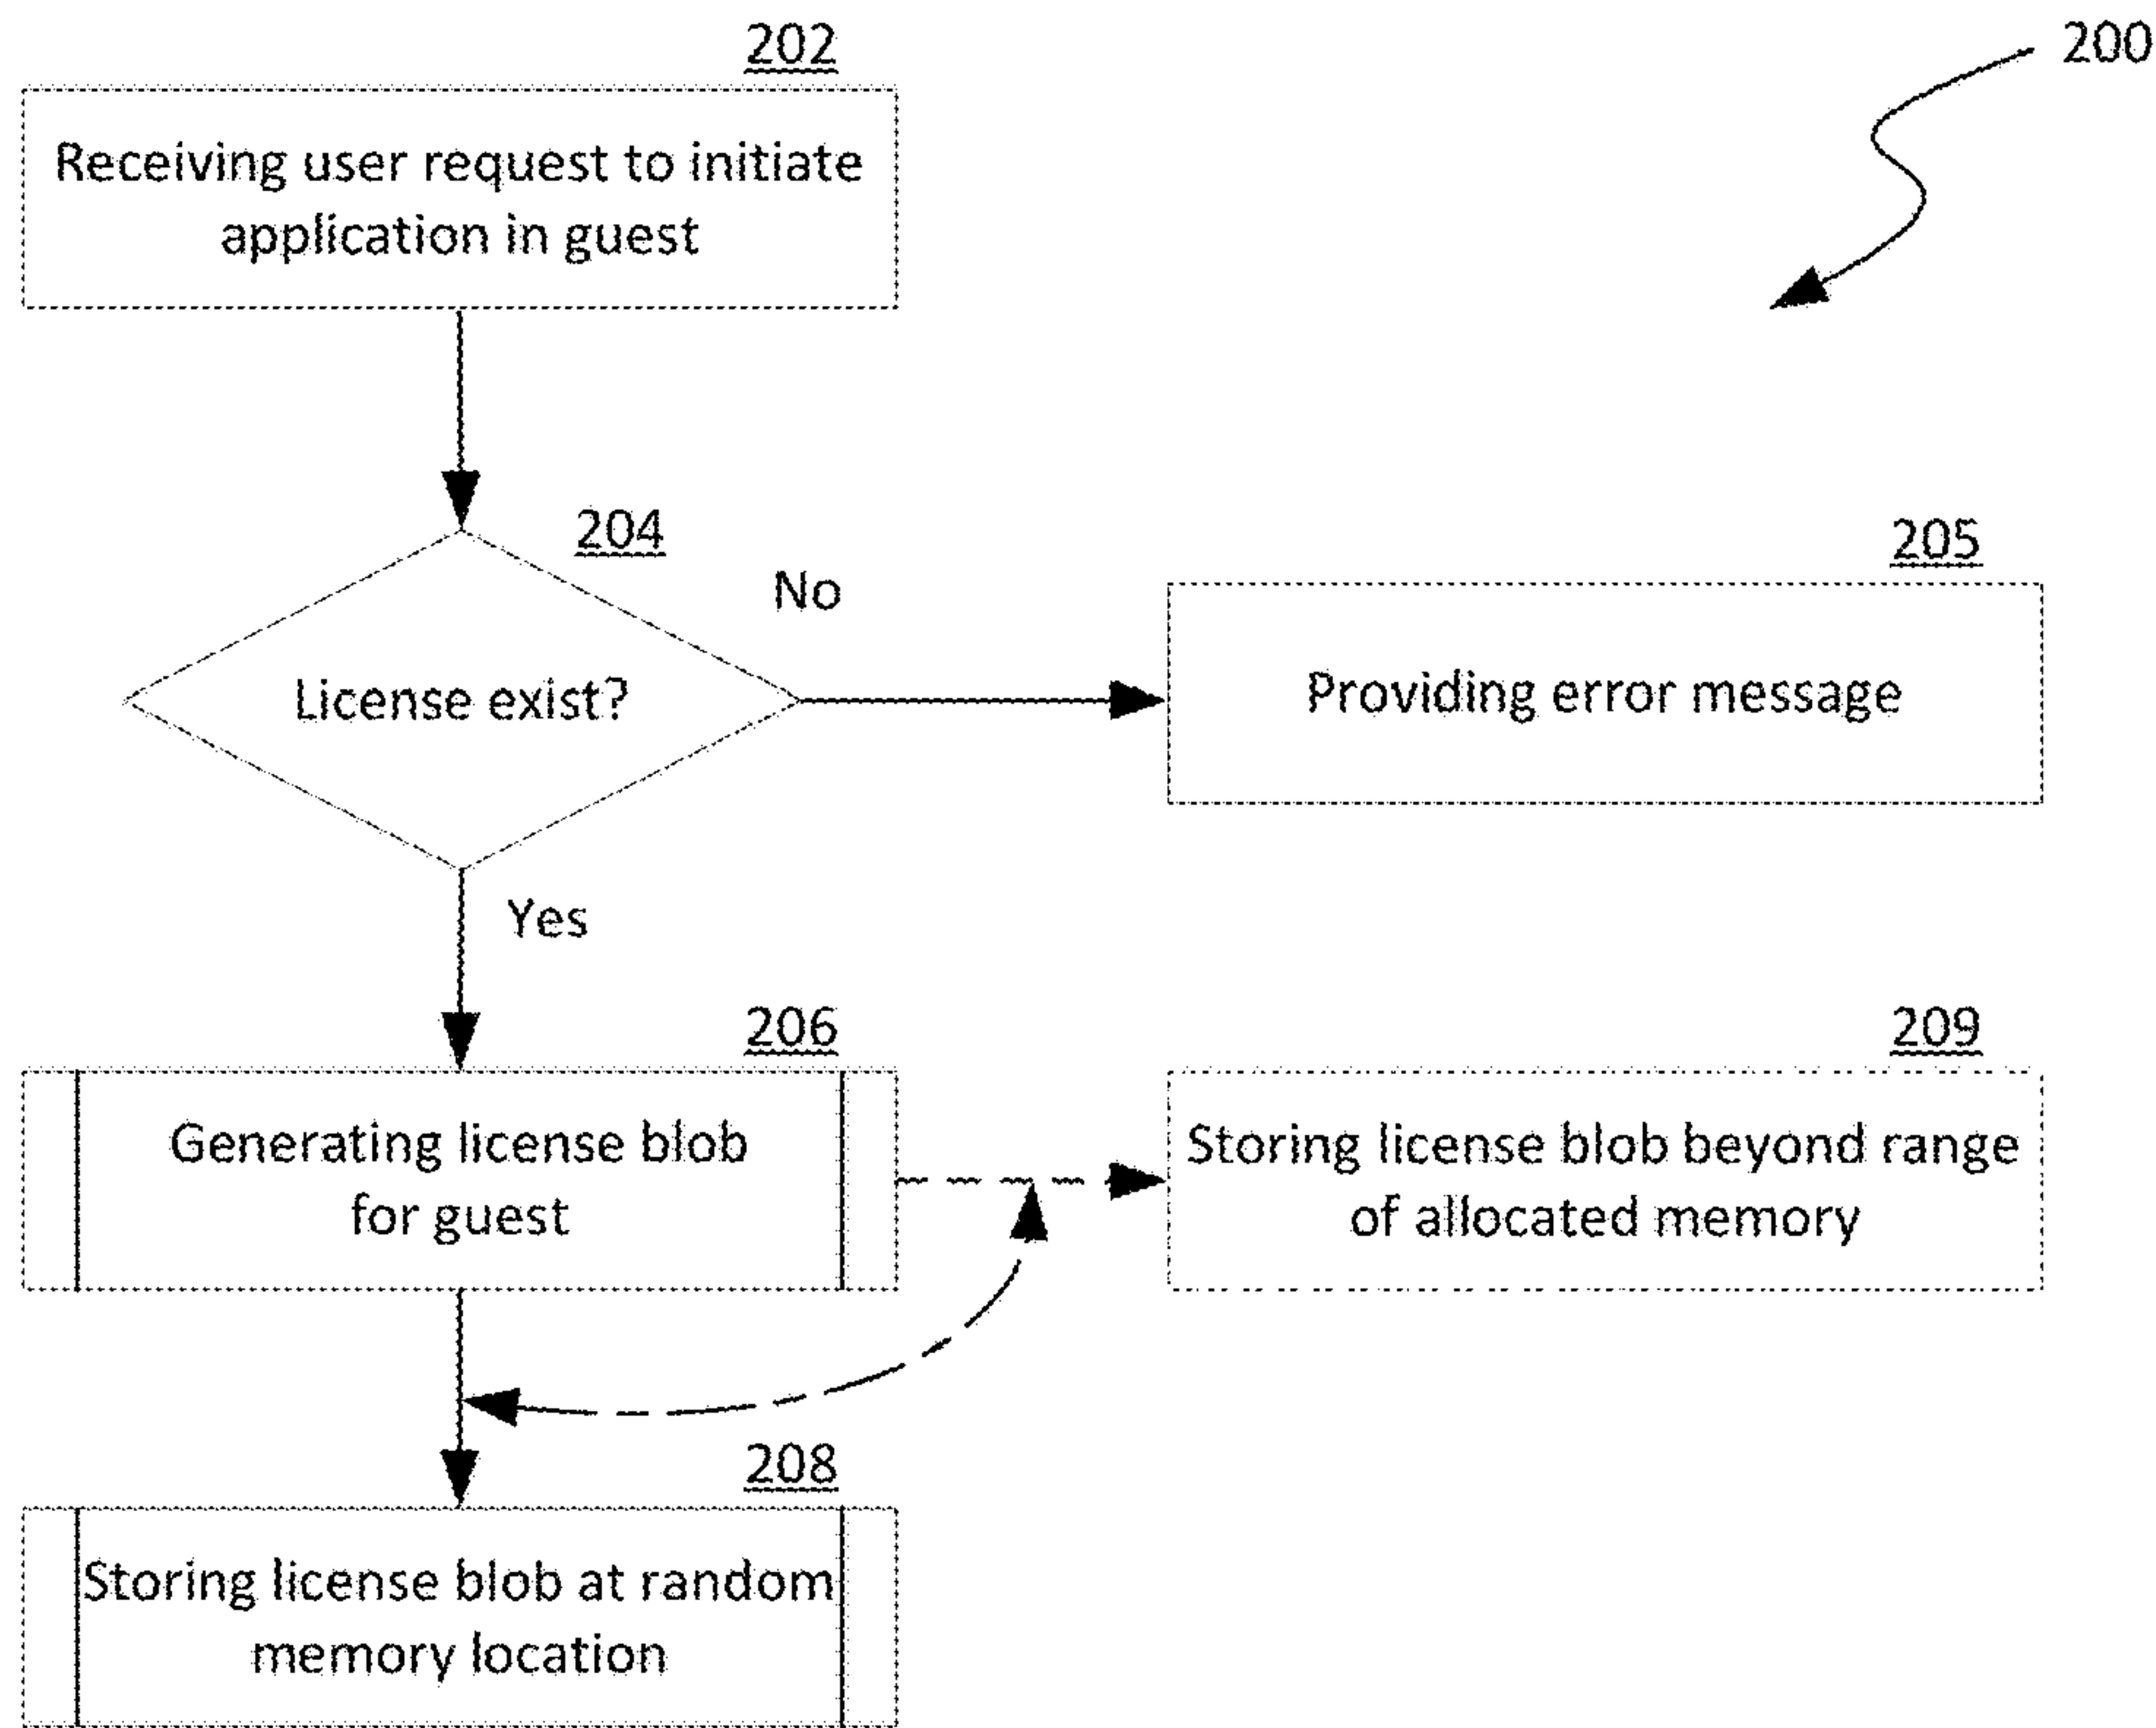 202
200
Receiving user request to initiate
application in guest
204
No
205
License exist?
Providing error message
Yes
206
209
Generating license blob
for guest
Storing license blob beyond range
of allocated memory
208
Storing license blob at random
memory location